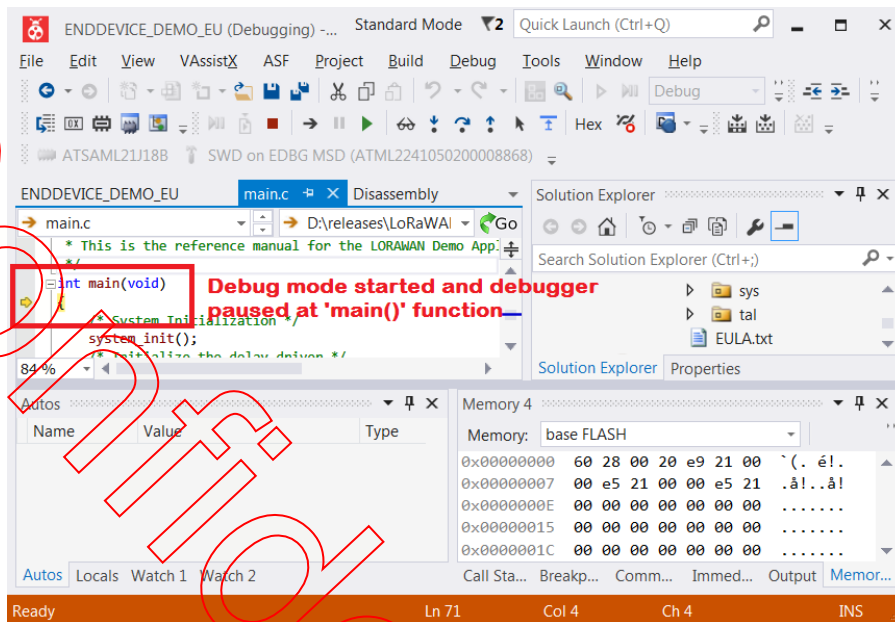 ENDDEVICE_DEMO_EU (Debugging) -... Standard Mode 2 Quick Launch (Ctrl+Q)
File Edit View VAssistX ASF Project Build Debug Tools Window Help
Debug
Hex
ATSAML21J18B SWD on EDBG MSD (ATML2241050200008868)
ENDDEVICE_DEMO_EU main.c Disassembly
main.c D:\releases\LoRaWAI Go
* This is the reference manual for the LORAWAN Demo Appl
*/
int main(void)
{
/* System Initialization */
system_init();
/* Initialize the delay driver */
84 %
Debug mode started and debugger
paused at 'main()' function
Solution Explorer
Search Solution Explorer (Ctrl+;)
sys
tal
EULA.txt
Solution Explorer Properties
Autos
Name Value Type
Autos Locals Watch 1 Watch 2
Memory 4
Memory: base FLASH
0x00000000 60 28 00 20 e9 21 00 `(. é!.
0x00000007 00 e5 21 00 00 e5 21 .å!..å!
0x0000000E 00 00 00 00 00 00 00 .......
0x00000015 00 00 00 00 00 00 00 .......
0x0000001C 00 00 00 00 00 00 00 .......
Call Sta... Breakp... Comm... Immed... Output Memor...
Ready Ln 71 Col 4 Ch 4 INS